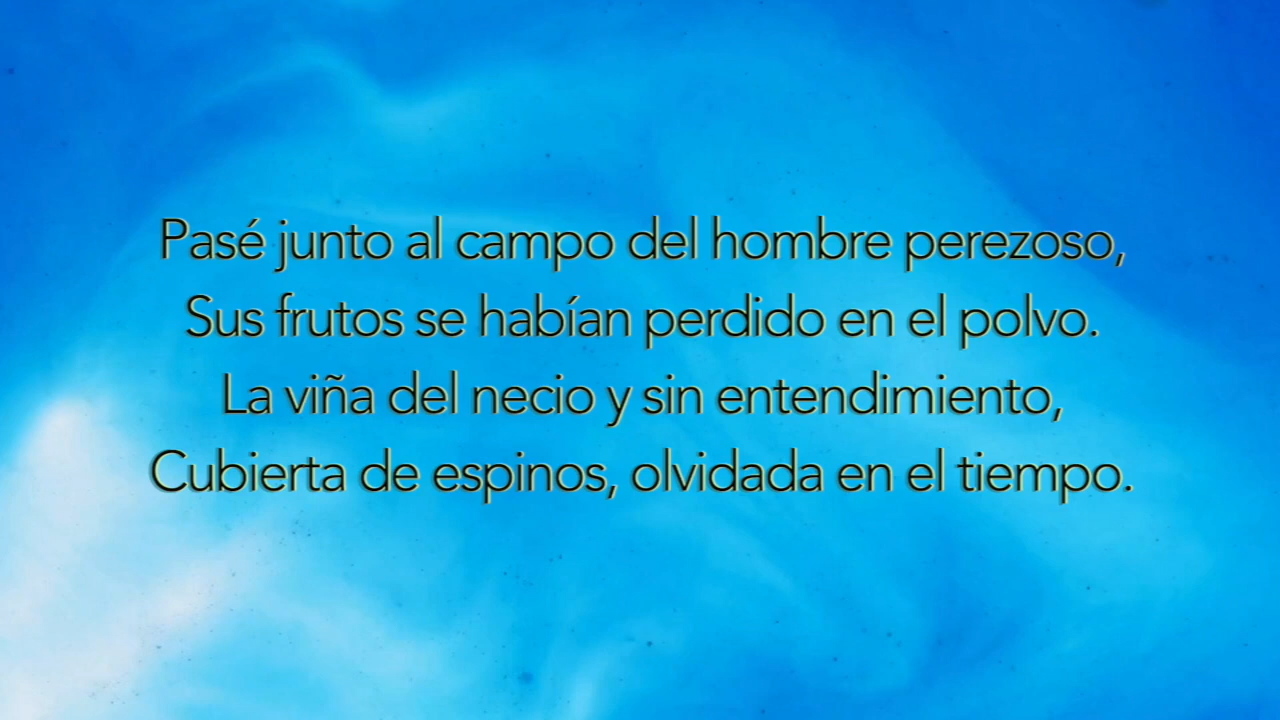 Pasé junto al campo del hombre perezoso,
Sus frutos se habían perdido en el polvo.
La viña del necio y sin entendimiento,
Cubierta de espinos, olvidada en el tiempo.